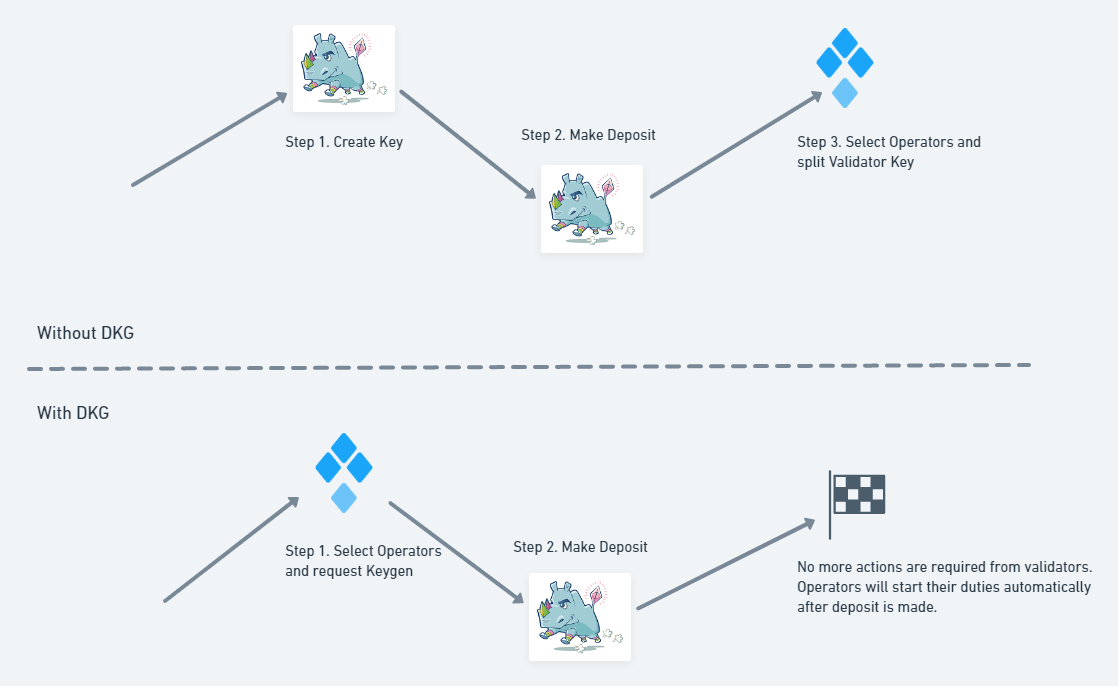 Step 1. Create Key
Step 2. Make Deposit
Step 3. Select Operators and
split Validator Key
Without DKG
With DKG
Step 1. Select Operators
and request Keygen
Step 2. Make Deposit
No more actions are required from validators.
Operators will start their duties automatically
after deposit is made.